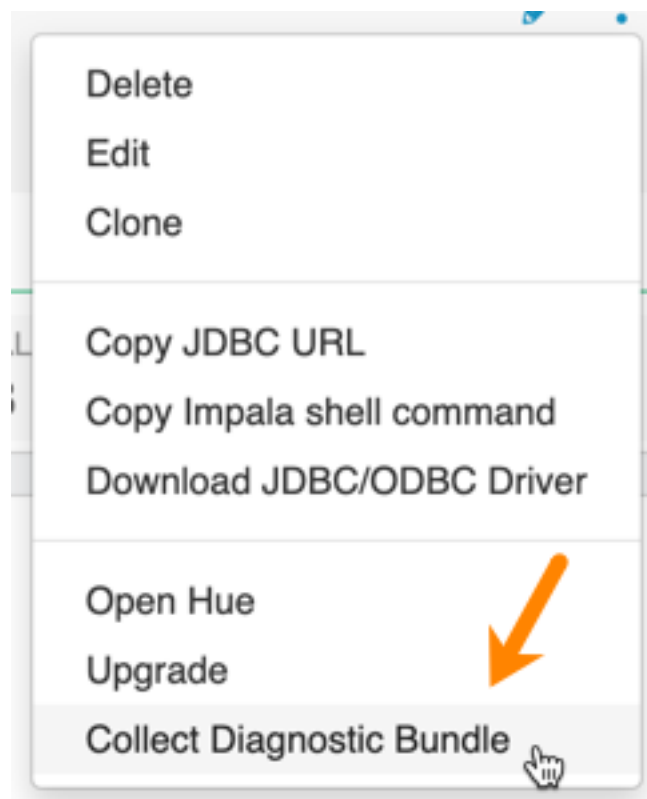 Delete
Edit
Clone
Copy JDBC URL
Copy Impala shell command
Download JDBC/ODBC Driver
Open Hue
Upgrade
Collect Diagnostic Bundle